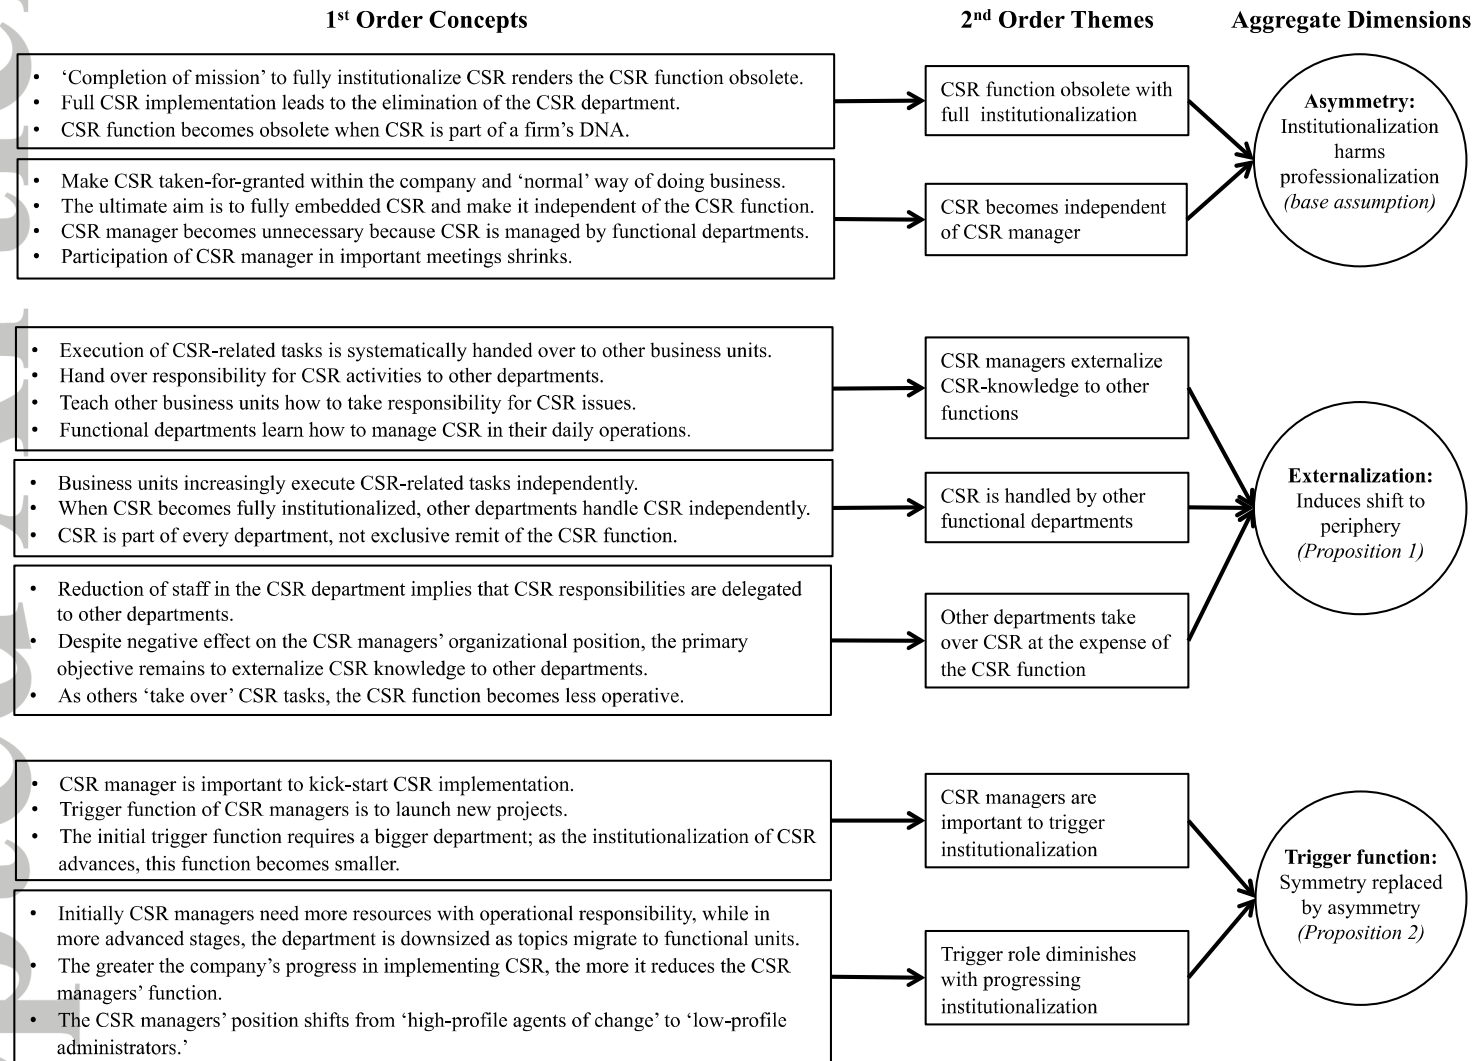 1st Order Concepts
2nd Order Themes
Aggregate Dimensions
• ‘Completion of mission’ to fully institutionalize CSR renders the CSR function obsolete.
• Full CSR implementation leads to the elimination of the CSR department.
• CSR function becomes obsolete when CSR is part of a firm’s DNA.
CSR function obsolete with
full institutionalization
• Make CSR taken-for-granted within the company and ‘normal’ way of doing business.
• The ultimate aim is to fully embedded CSR and make it independent of the CSR function.
• CSR manager becomes unnecessary because CSR is managed by functional departments.
• Participation of CSR manager in important meetings shrinks.
CSR becomes independent
of CSR manager
Asymmetry:
Institutionalization
harms
professionalization
(base assumption)
• Execution of CSR-related tasks is systematically handed over to other business units.
• Hand over responsibility for CSR activities to other departments.
• Teach other business units how to take responsibility for CSR issues.
• Functional departments learn how to manage CSR in their daily operations.
CSR managers externalize
CSR-knowledge to other
functions
• Business units increasingly execute CSR-related tasks independently.
• When CSR becomes fully institutionalized, other departments handle CSR independently.
• CSR is part of every department, not exclusive remit of the CSR function.
CSR is handled by other
functional departments
• Reduction of staff in the CSR department implies that CSR responsibilities are delegated
to other departments.
• Despite negative effect on the CSR managers’ organizational position, the primary
objective remains to externalize CSR knowledge to other departments.
• As others ‘take over’ CSR tasks, the CSR function becomes less operative.
Other departments take
over CSR at the expense of
the CSR function
Externalization:
Induces shift to
periphery
(Proposition 1)
• CSR manager is important to kick-start CSR implementation.
• Trigger function of CSR managers is to launch new projects.
• The initial trigger function requires a bigger department; as the institutionalization of CSR
advances, this function becomes smaller.
CSR managers are
important to trigger
institutionalization
• Initially CSR managers need more resources with operational responsibility, while in
more advanced stages, the department is downsized as topics migrate to functional units.
• The greater the company’s progress in implementing CSR, the more it reduces the CSR
managers’ function.
• The CSR managers’ position shifts from ‘high-profile agents of change’ to ‘low-profile
administrators.’
Trigger role diminishes
with progressing
institutionalization
Trigger function:
Symmetry replaced
by asymmetry
(Proposition 2)